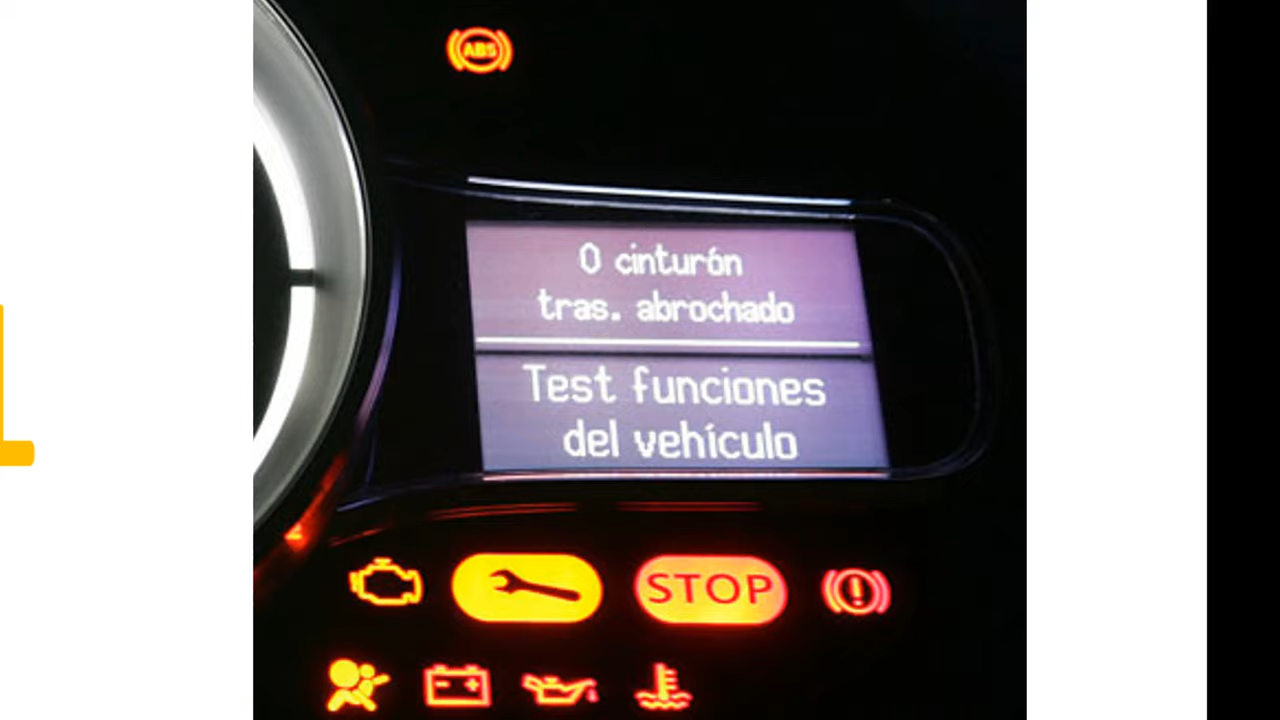 ABS
0 cinturón
tras. abrochado
Test funciones
del vehículo
STOP